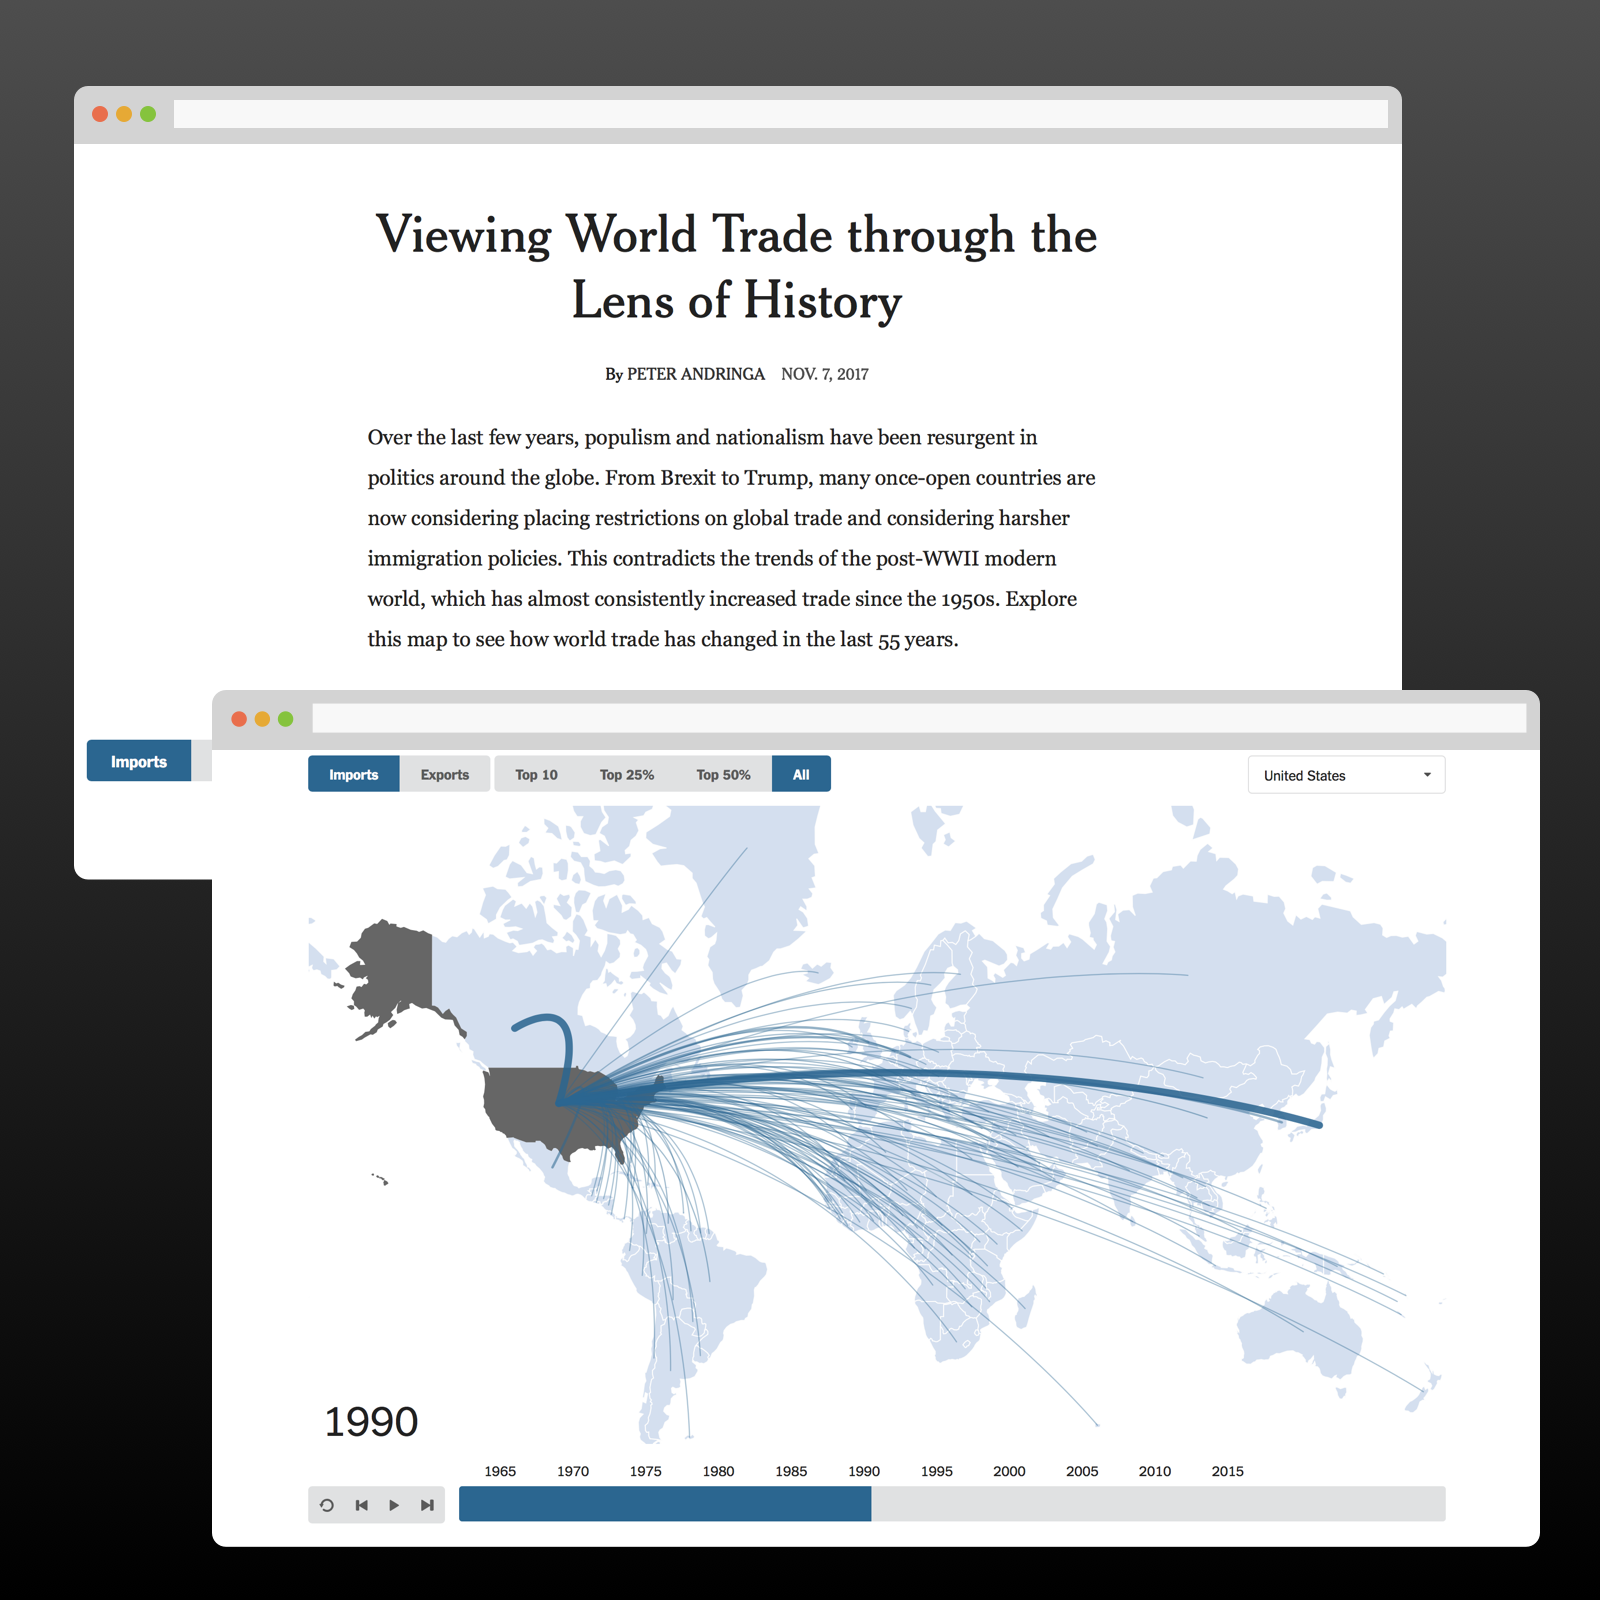 Viewing World Trade through the
Lens of History
By PETER ANDRINGA NOV. 7, 2017
Over the last few years, populism and nationalism have been resurgent in
politics around the globe. From Brexit to Trump, many once-open countries are
now considering placing restrictions on global trade and considering harsher
immigration policies. This contradicts the trends of the post-WWII modern
world, which has almost consistently increased trade since the 1950s. Explore
this map to see how world trade has changed in the last 55 years.
Imports
Imports Exports Top 10 Top 25% Top 50% All United States
1990
1965 1970 1975 1980 1985 1990 1995 2000 2005 2010 2015